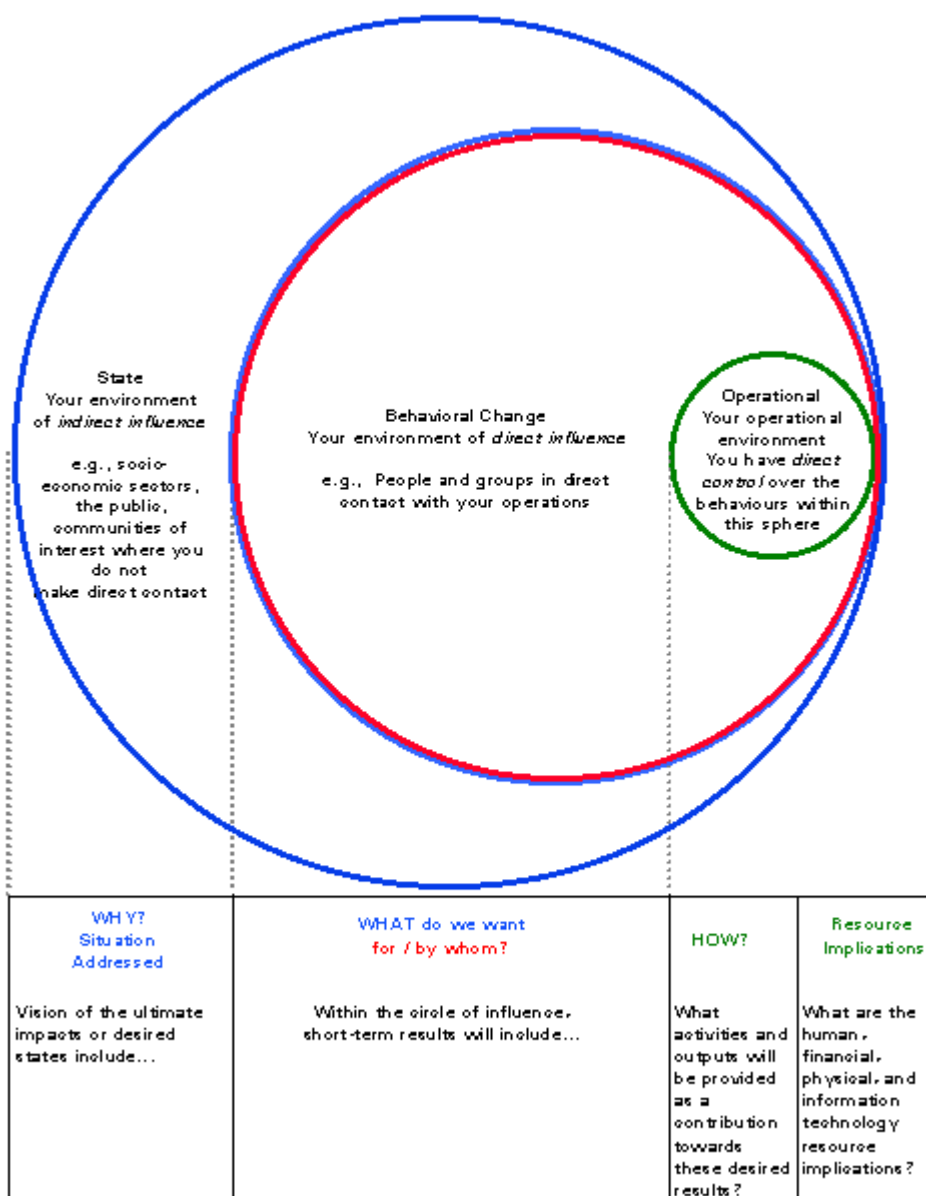 State
Your environment
of indirect influence
e.g., socio-
economic sectors,
the public,
communities of
interest where you
do not
make direct contact
Behavioral Change
Your environment of direct influence
e.g., People and groups in direct
contact with your operations
Operational
Your operational
environment
You have direct
control over the
behaviours within
this sphere
WHY?
Situation
Addressed
Vision of the ultimate
impacts or desired
states include...
WHAT do we want
for / by whom?
Within the circle of influence,
short-term results will include...
HOW?
What
activities and
outputs will
be provided
as a
contribution
towards
these desired
results?
Resource
Implications
What are the
human,
financial,
physical, and
information
technology
resource
implications?